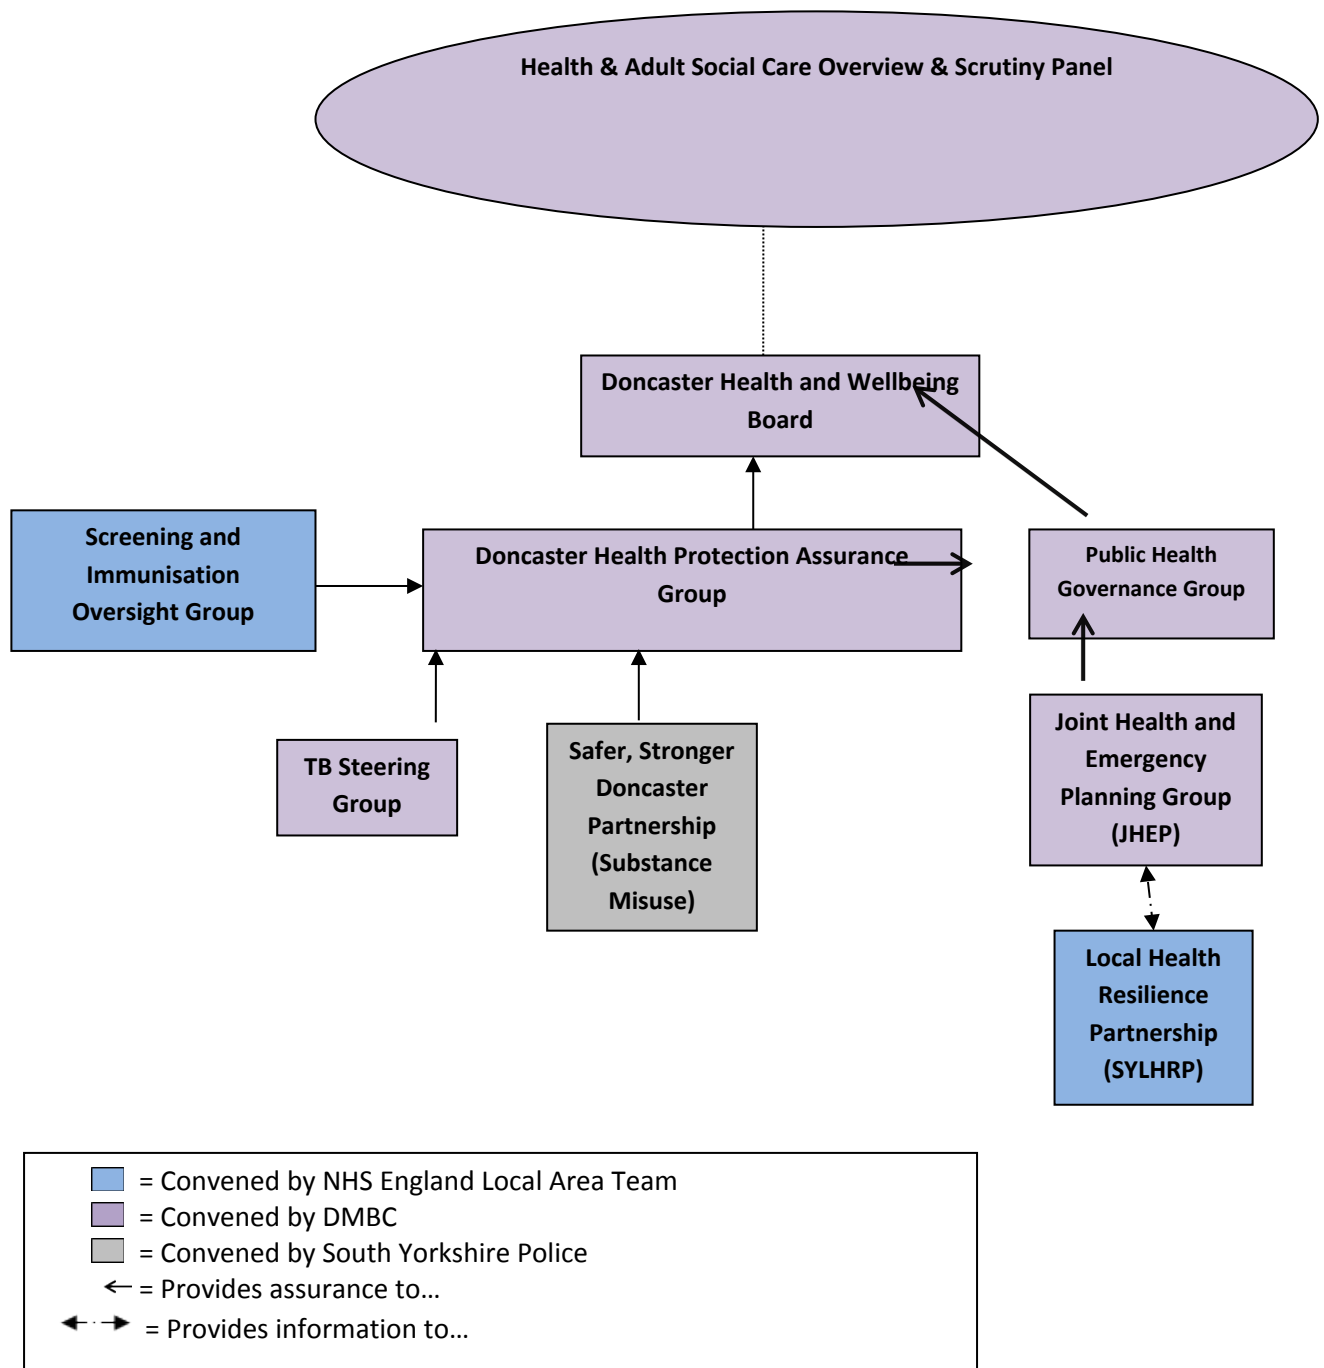 Health & Adult Social Care Overview & Scrutiny Panel
Doncaster Health and Wellbeing
Board
Screening and
Immunisation
Oversight Group
Doncaster Health Protection Assurance
Group
Public Health
Governance Group
TB Steering
Group
Safer, Stronger
Doncaster
Partnership
(Substance
Misuse)
Joint Health and
Emergency
Planning Group
(JHEP)
Local Health
Resilience
Partnership
(SYLHRP)
= Convened by NHS England Local Area Team
= Convened by DMBC
= Convened by South Yorkshire Police
= Provides assurance to…
= Provides information to…